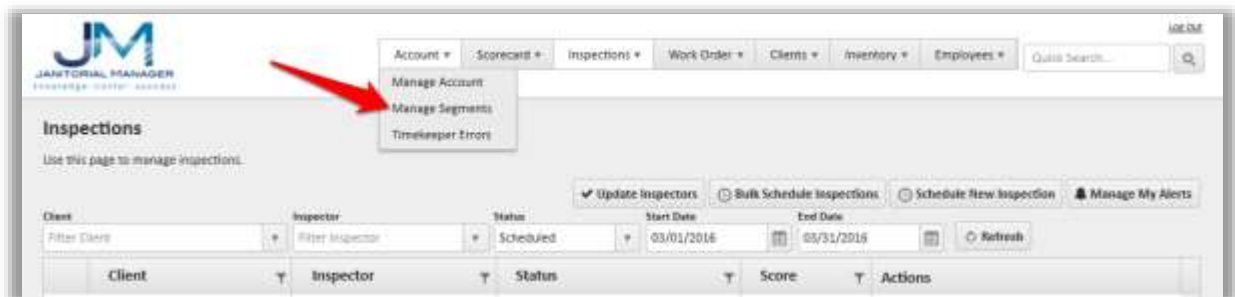 JM
Log Out
JANITORIAL MANAGER
Account Scorecard Inspections Work Order Clients Inventory Employees Quick Search...
Manage Account
Manage Segments
Timekeeper Errors
Inspections
Use this page to manage inspections.
Update Inspectors Bulk Schedule Inspections Schedule New Inspection Manage My Alerts
Client Inspector Status Start Date End Date
Filter Client Filter Inspector Scheduled 03/01/2016 03/31/2016 Refresh
Client Inspector Status Score Actions